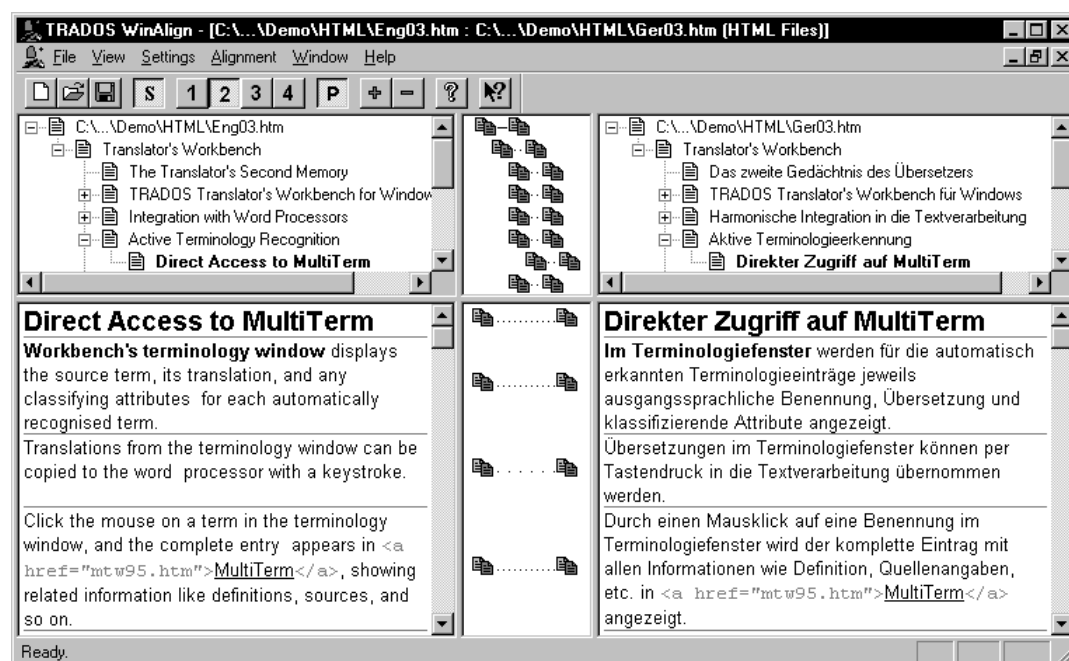 TRADOS WinAlign - [C:\...\Demo\HTML\Eng03.htm : C:\...\Demo\HTML\Ger03.htm (HTML Files)]
File View Settings Alignment Window Help
S 1 2 3 4 P + - ? ?
C:\...\Demo\HTML\Eng03.htm
Translator's Workbench
The Translator's Second Memory
TRADOS Translator's Workbench for Window
Integration with Word Processors
Active Terminology Recognition
Direct Access to MultiTerm
C:\...\Demo\HTML\Ger03.htm
Translator's Workbench
Das zweite Gedächtnis des Übersetzers
TRADOS Translator's Workbench für Windows
Harmonische Integration in die Textverarbeitung
Aktive Terminologieerkennung
Direkter Zugriff auf MultiTerm
Direct Access to MultiTerm
Workbench's terminology window displays
the source term, its translation, and any
classifying attributes for each automatically
recognised term.
Translations from the terminology window can be
copied to the word processor with a keystroke.
Click the mouse on a term in the terminology
window, and the complete entry appears in <a
href="mtw95.htm">MultiTerm</a>, showing
related information like definitions, sources, and
so on.
Direkter Zugriff auf MultiTerm
Im Terminologiefenster werden für die automatisch
erkannten Terminologieeinträge jeweils
ausgangssprachliche Benennung, Übersetzung und
klassifizierende Attribute angezeigt.
Übersetzungen im Terminologiefenster können per
Tastendruck in die Textverarbeitung übernommen
werden.
Durch einen Mausklick auf eine Benennung im
Terminologiefenster wird der komplette Eintrag mit
allen Informationen wie Definition, Quellenangaben,
etc. in <a href="mtw95.htm">MultiTerm</a>
angezeigt.
Ready.